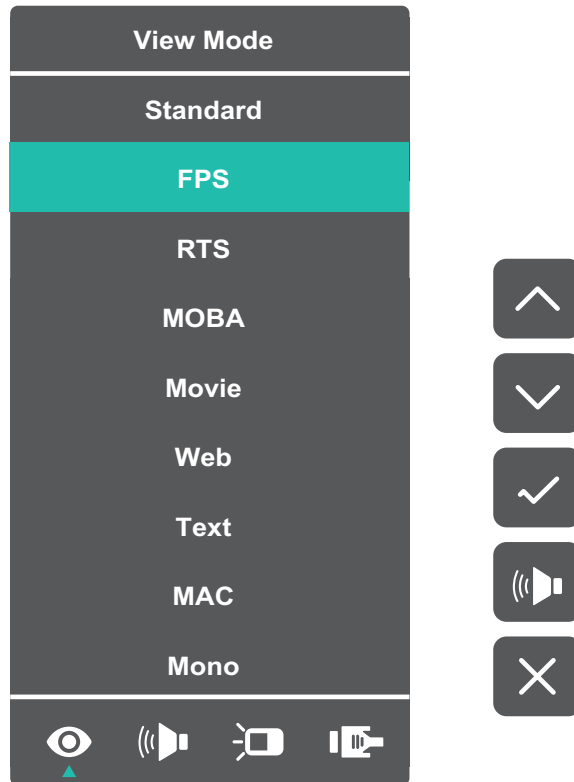 View Mode
Standard
FPS
RTS
MOBA
Movie
Web
Text
MAC
Mono